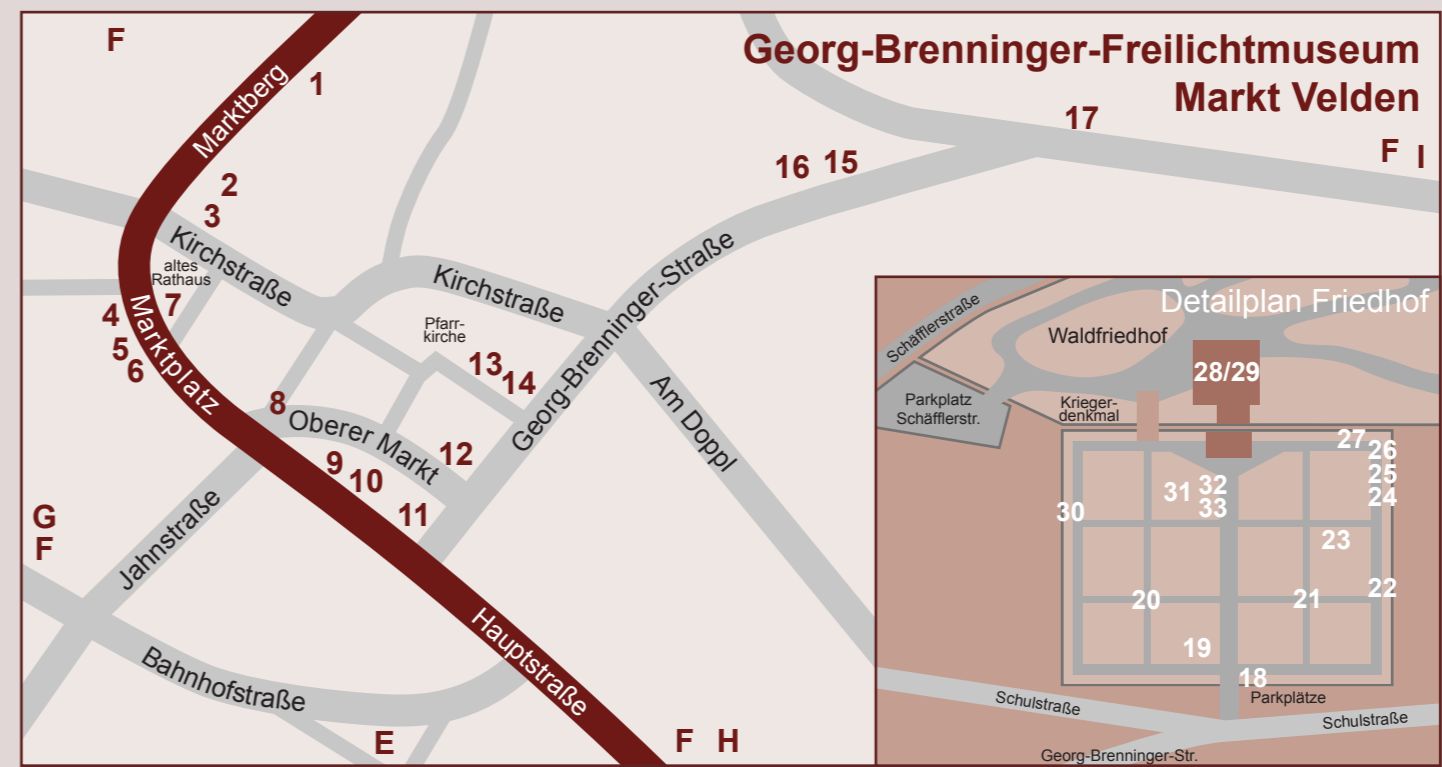 Georg-Brenninger-Freilichtmuseum
Markt Velden
F
1
Marktberg
17
F I
16 15
2
3
Kirchstraße
altes
Rathaus
7
4
5
6
Marktplatz
Kirchstraße
Georg-Brenninger-Straße
Pfarr-
kirche
13
14
Am Doppl
8
Oberer Markt
12
9
10
11
G
F
Jahnstraße
Hauptstraße
Bahnhofstraße
E
F H
Detailplan Friedhof
Schäfflerstraße
Waldfriedhof
28/29
Parkplatz
Schäfflerstr.
Krieger-
denkmal
27
26
25
24
31
32
33
30
23
22
20
21
19
18
Parkplätze
Schulstraße
Schulstraße
Georg-Brenninger-Str.